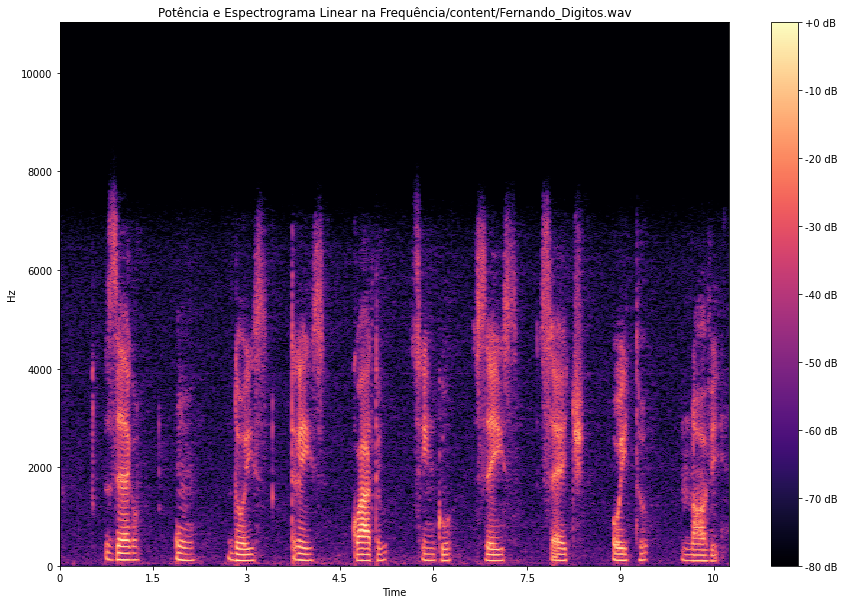 Potência e Espectrograma Linear na Frequência/content/Fernando_Digitos.wav
+0 dB
10000
-10 dB
8000
-20 dB
-30 dB
6000
Hz
-40 dB
4000
-50 dB
-60 dB
2000
-70 dB
0
-80 dB
0 1.5 3 4.5 6 7.5 9 10
Time